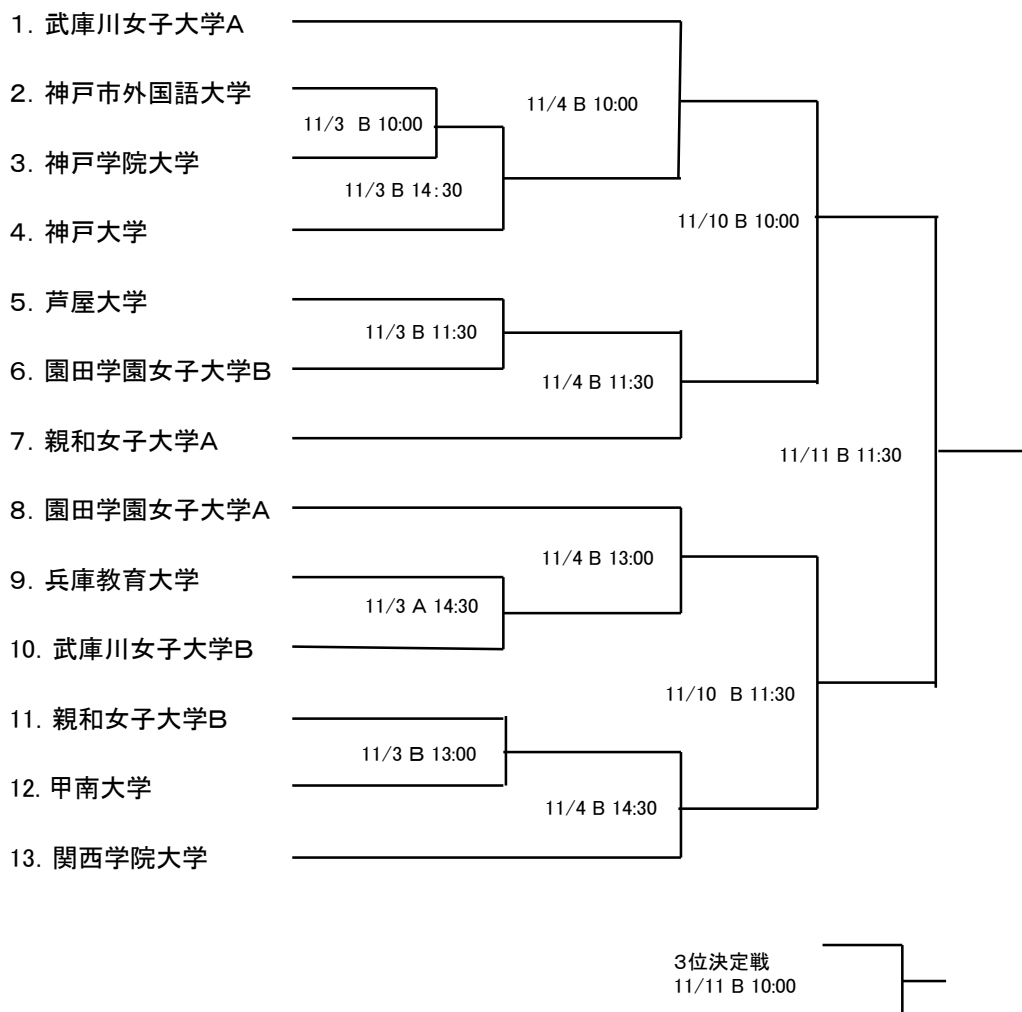 1. 武庫川女子大学A
2. 神戸市外国語大学
11/4 B 10:00
11/3 B 10:00
3. 神戸学院大学
11/3 B 14:30
4. 神戸大学
11/10 B 10:00
5. 芦屋大学
11/3 B 11:30
6. 園田学園女子大学B
11/4 B 11:30
7. 親和女子大学A
11/11 B 11:30
8. 園田学園女子大学A
11/4 B 13:00
9. 兵庫教育大学
11/3 A 14:30
10. 武庫川女子大学B
11/10 B 11:30
11. 親和女子大学B
11/3 B 13:00
12. 甲南大学
11/4 B 14:30
13. 関西学院大学
3位決定戦
11/11 B 10:00